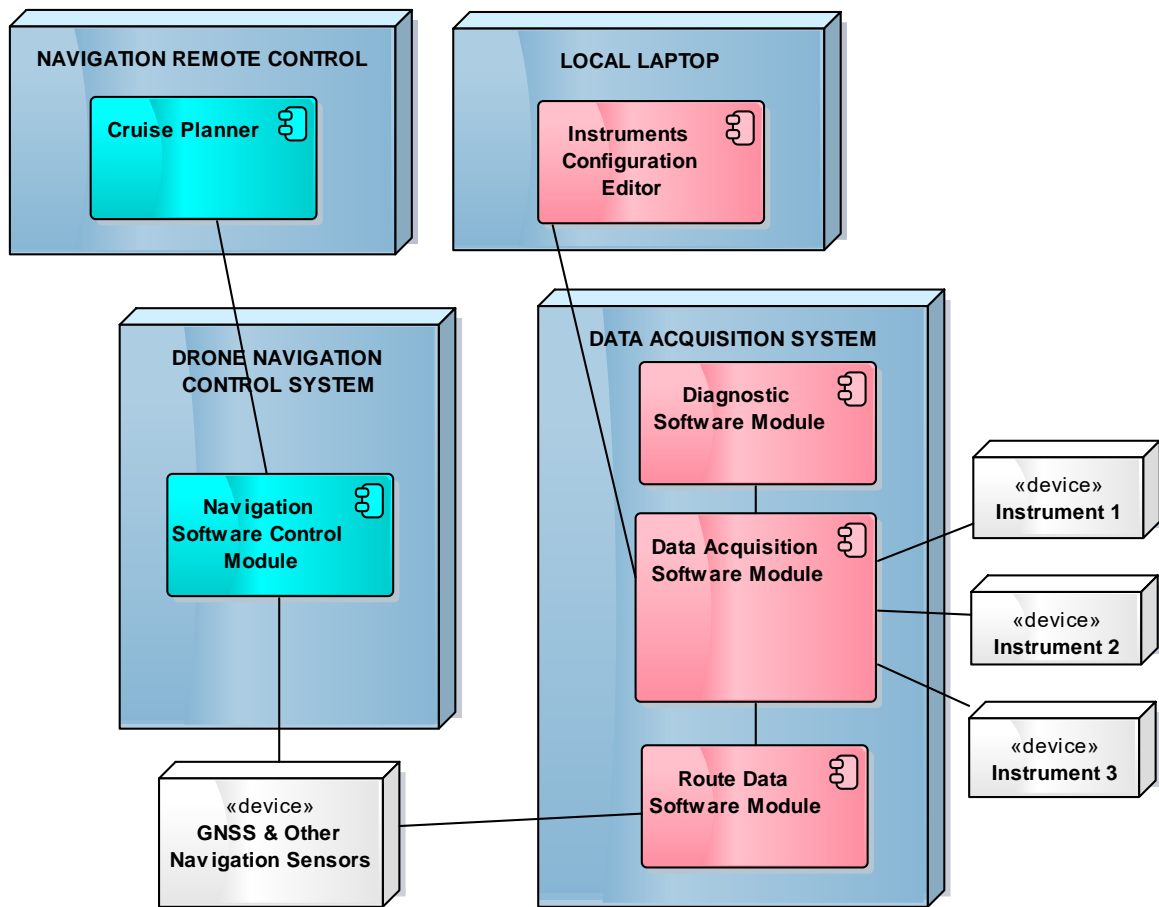 NAVIGATION REMOTE CONTROL
Cruise Planner
LOCAL LAPTOP
Instruments
Configuration
Editor
DRONE NAVIGATION
CONTROL SYSTEM
Navigation
Software Control
Module
«device»
GNSS & Other
Navigation Sensors
DATA ACQUISITION SYSTEM
Diagnostic
Software Module
Data Acquisition
Software Module
Route Data
Software Module
«device»
Instrument 1
«device»
Instrument 2
«device»
Instrument 3